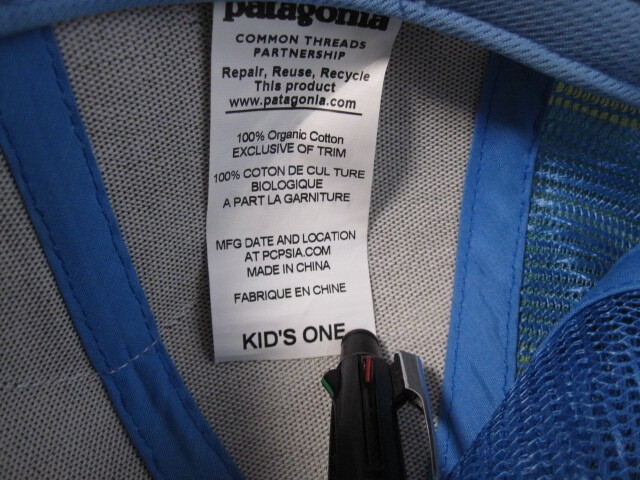 patagonia
COMMON THREADS
PARTNERSHIP
Repair, Reuse, Recycle
This product
www.patagonia.com
100% Organic Cotton
EXCLUSIVE OF TRIM
100% COTON DE CULTURE
BIOLOGIQUE
A PART LA GARNITURE
MFG DATE AND LOCATION
AT PCPSIA.COM
MADE IN CHINA
FABRIQUE EN CHINE
KID'S ONE